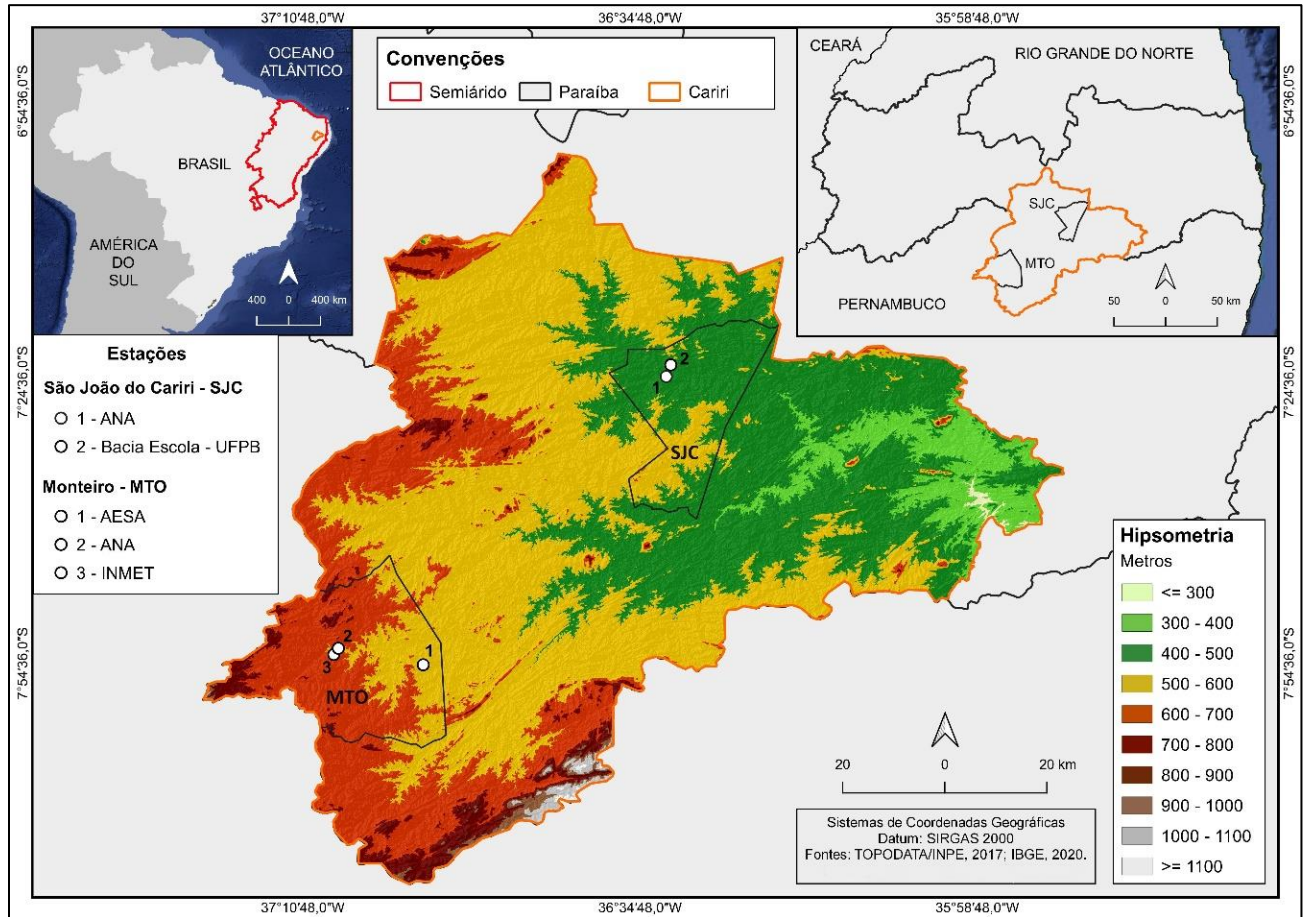 37°10'48,0"W
36°34'48,0"W
35°58'48,0"W
6°54'36,0"S
7°24'36,0"S
7°54'36,0"S
OCEANO
ATLÂNTICO
BRASIL
AMÉRICA
DO
SUL
400 0 400 km
Convenções
Semiárido
Paraíba
Cariri
CEARÁ
RIO GRANDE DO NORTE
SJC
MTO
PERNAMBUCO
50 0 50 km
Estações
São João do Cariri - SJC
1 - ANA
2 - Bacia Escola - UFPB
Monteiro - MTO
1 - AESA
2 - ANA
3 - INMET
2
1
SJC
2
3
1
MTO
20 0 20 km
Sistemas de Coordenadas Geográficas
Datum: SIRGAS 2000
Fontes: TOPODATA/INPE, 2017; IBGE, 2020.
Hipsometria
Metros
<= 300
300 - 400
400 - 500
500 - 600
600 - 700
700 - 800
800 - 900
900 - 1000
1000 - 1100
>= 1100
6°54'36,0"S
7°24'36,0"S
7°54'36,0"S
37°10'48,0"W
36°34'48,0"W
35°58'48,0"W